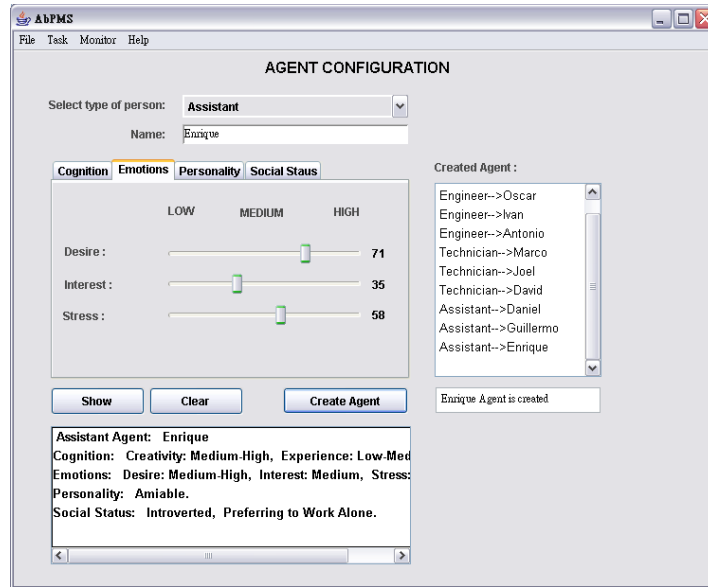 AbPMS
File Task Monitor Help
AGENT CONFIGURATION
Select type of person: Assistant
Name: Enrique
Cognition Emotions Personality Social Staus
LOW MEDIUM HIGH
Desire : 71
Interest : 35
Stress : 58
Show Clear Create Agent
Assistant Agent: Enrique
Cognition: Creativity: Medium-High, Experience: Low-Med
Emotions: Desire: Medium-High, Interest: Medium, Stress:
Personality: Amiable.
Social Status: Introverted, Preferring to Work Alone.
Created Agent :
Engineer-->Oscar
Engineer-->Ivan
Engineer-->Antonio
Technician-->Marco
Technician-->Joel
Technician-->David
Assistant-->Daniel
Assistant-->Guillermo
Assistant-->Enrique
Enrique Agent is created